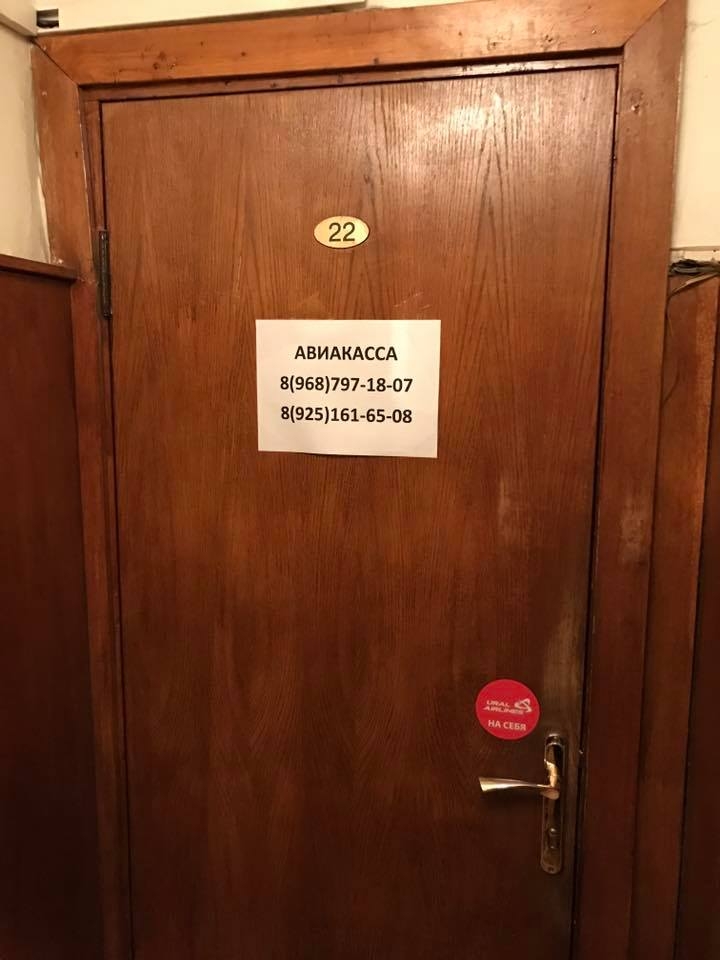 22
АВИАКАССА
8(968)797-18-07
8(925)161-65-08
URAL
AIRLINES
НА СЕБЯ